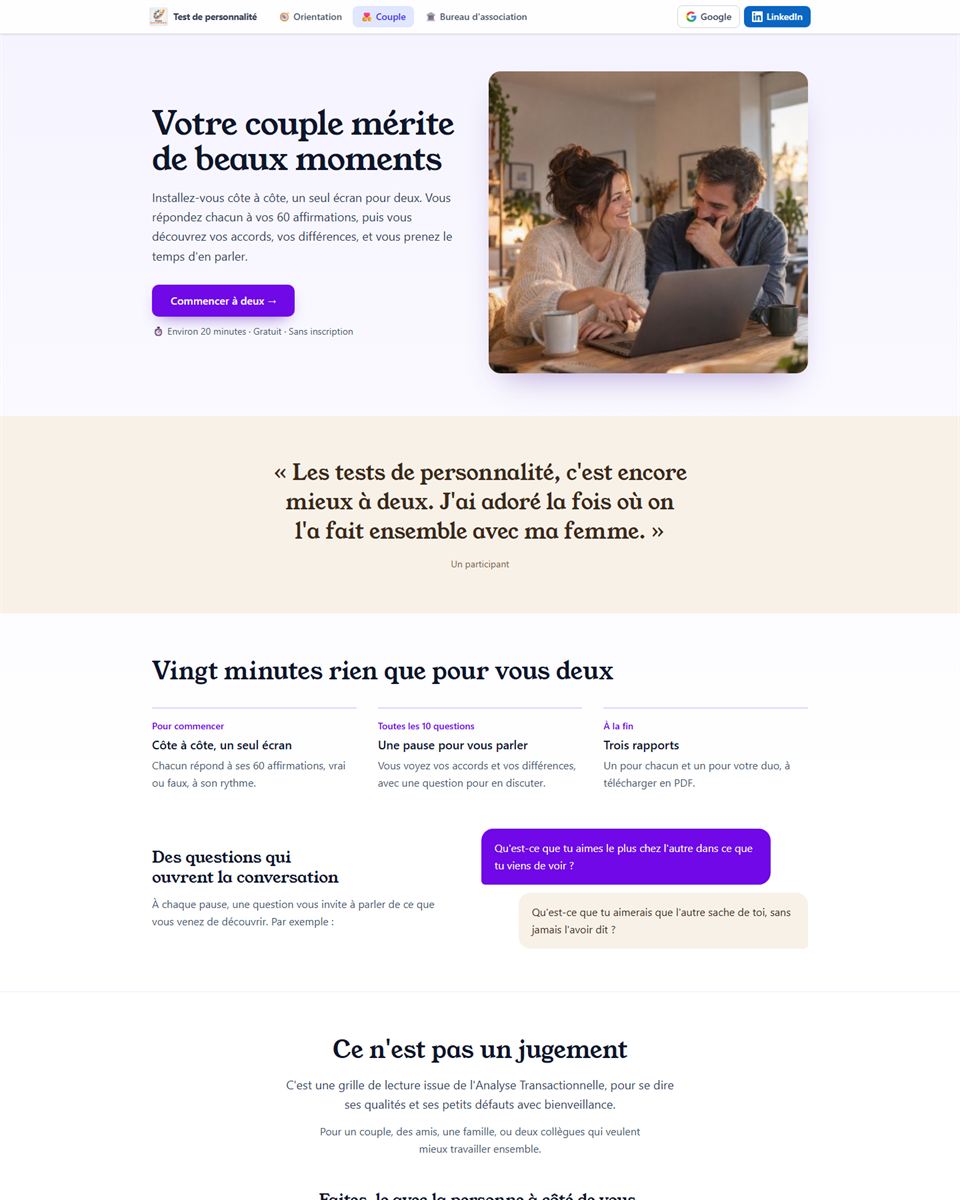 Test de personnalité
Orientation
Couple
Bureau d'association
Google
LinkedIn
Votre couple mérite
de beaux moments
Installez-vous côte à côte, un seul écran pour deux. Vous
répondez chacun à vos 60 affirmations, puis vous
découvrez vos accords, vos différences, et vous prenez le
temps d'en parler.
Commencer à deux →
Environ 20 minutes · Gratuit · Sans inscription
« Les tests de personnalité, c'est encore
mieux à deux. J'ai adoré la fois où on
l'a fait ensemble avec ma femme. »
Un participant
Vingt minutes rien que pour vous deux
Pour commencer
Côte à côte, un seul écran
Chacun répond à ses 60 affirmations, vrai
ou faux, à son rythme.
Toutes les 10 questions
Une pause pour vous parler
Vous voyez vos accords et vos différences,
avec une question pour en discuter.
À la fin
Trois rapports
Un pour chacun et un pour votre duo, à
télécharger en PDF.
Des questions qui
ouvrent la conversation
À chaque pause, une question vous invite à parler de ce que
vous venez de découvrir. Par exemple :
Qu'est-ce que tu aimes le plus chez l'autre dans ce que
tu viens de voir ?
Qu'est-ce que tu aimerais que l'autre sache de toi, sans
jamais l'avoir dit ?
Ce n'est pas un jugement
C'est une grille de lecture issue de l'Analyse Transactionnelle, pour se dire
ses qualités et ses petits défauts avec bienveillance.
Pour un couple, des amis, une famille, ou deux collègues qui veulent
mieux travailler ensemble.
Faites-le avec la personne à côté de vous